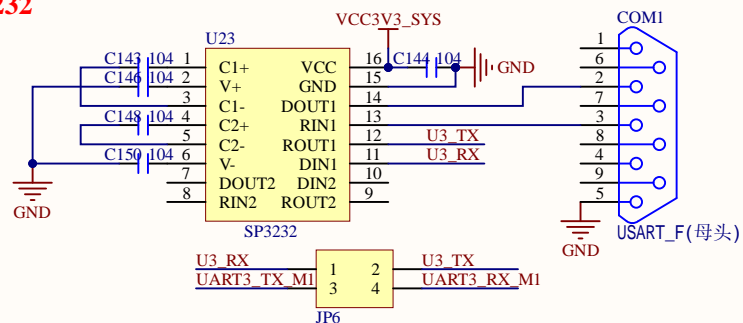 232
VCC3V3_SYS
U23
COM1
C143 104
1 C1+ VCC 16
C144 104
GND
1
C146 104
2 V+ GND 15
6
3 C1- DOUT1 14
2
C148 104
4 C2+ RIN1 13
7
5 C2- ROUT1 12
U3_TX
3
C150 104
6 V- DIN1 11
U3_RX
8
7 DOUT2 DIN2 10
4
8 RIN2 ROUT2 9
9
5
GND
SP3232
GND
USART_F(母头)
U3_RX 1 2 U3_TX
UART3_TX_M1 3 4 UART3_RX_M1
JP6